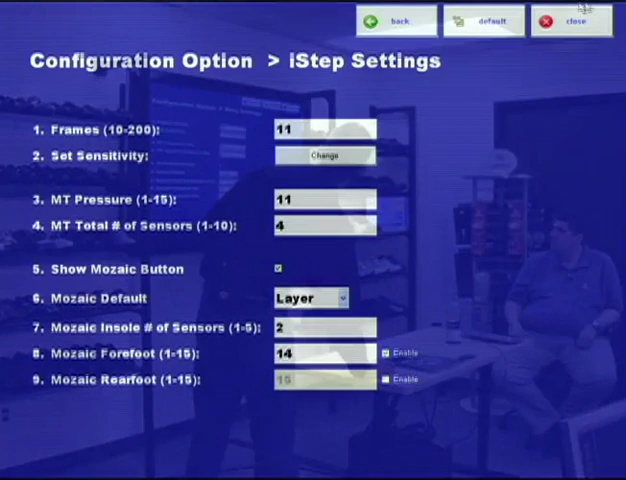 back default close
Configuration Option > iStep Settings
1. Frames (10-200): 11
2. Set Sensitivity: Change
3. MT Pressure (1-15): 11
4. MT Total # of Sensors (1-10): 4
5. Show Mozaic Button
6. Mozaic Default Layer
7. Mozaic Insole # of Sensors (1-5): 2
8. Mozaic Forefoot (1-15): 14 Enable
9. Mozaic Rearfoot (1-15): 15 Enable